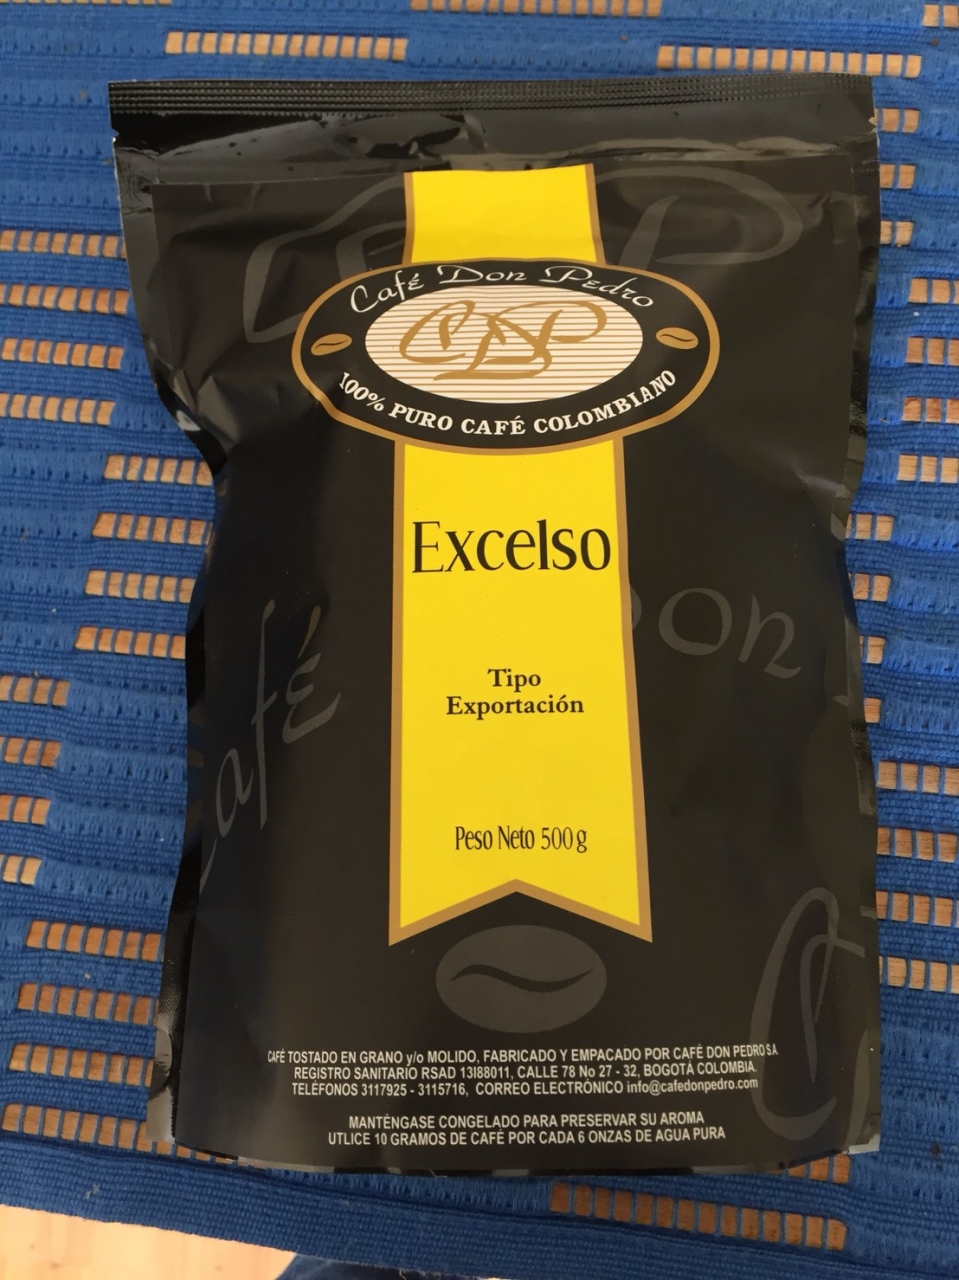 Café Don Pedro
CDP
100% PURO CAFÉ COLOMBIANO
Excelso
Café Don
Tipo
Exportación
Peso Neto 500g
CAFÉ TOSTADO EN GRANO y/o MOLIDO, FABRICADO Y EMPACADO POR CAFÉ DON PEDRO S.A.
REGISTRO SANITARIO RSAD 13I88011, CALLE 78 No 27 - 32, BOGOTÁ COLOMBIA.
TELÉFONOS 3117925 - 3115716, CORREO ELECTRÓNICO info@cafedonpedro.com
MANTÉNGASE CONGELADO PARA PRESERVAR SU AROMA
UTLICE 10 GRAMOS DE CAFÉ POR CADA 6 ONZAS DE AGUA PURA